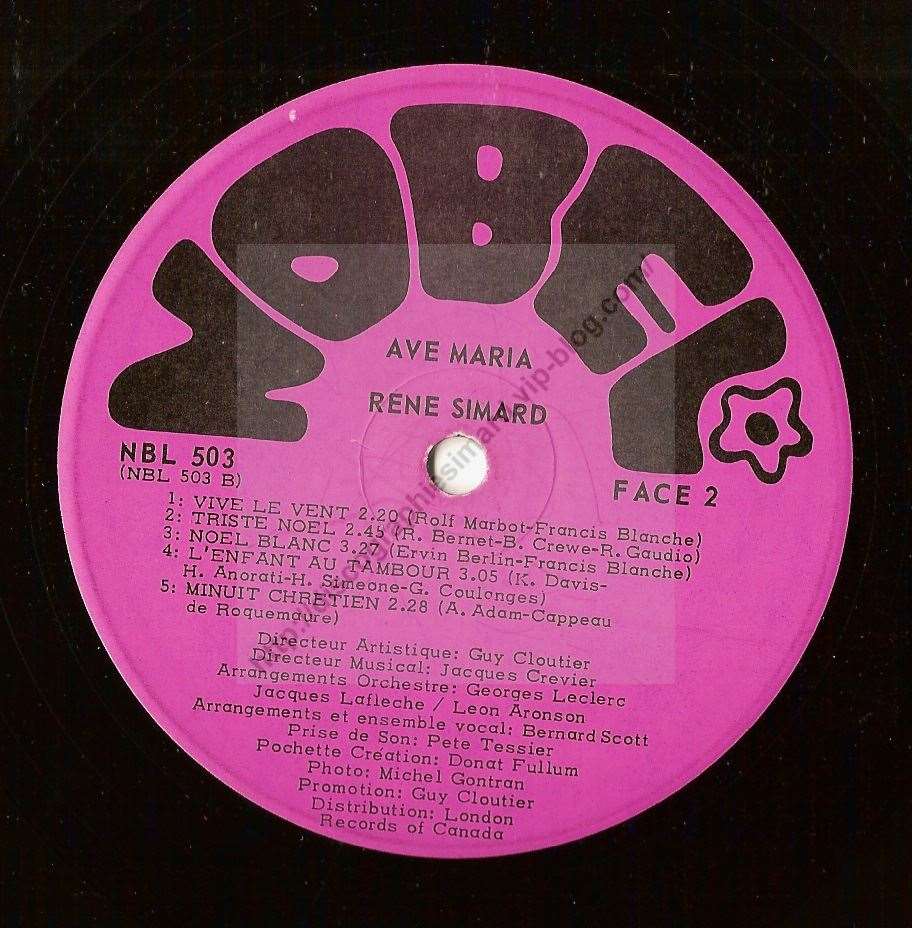 NOBEL
AVE MARIA
RENE SIMARD
NBL 503
(NBL 503 B)
FACE 2
1: VIVE LE VENT 2.20 (Rolf Marbot-Francis Blanche)
2: TRISTE NOEL 2.45 (R. Bernet-B. Crewe-R. Gaudio)
3: NOEL BLANC 3.27 (Ervin Berlin-Francis Blanche)
4: L'ENFANT AU TAMBOUR 3.05 (K. Davis-
H. Anorati-H. Simeone-G. Coulonges)
5: MINUIT CHRETIEN 2.28 (A. Adam-Cappeau
de Roquemaure)
Directeur Artistique: Guy Cloutier
Directeur Musical: Jacques Crevier
Arrangements Orchestre: Georges Leclerc
Jacques Lafleche / Leon Aronson
Arrangements et ensemble vocal: Bernard Scott
Prise de Son: Pete Tessier
Pochette Création: Donat Fullum
Photo: Michel Gontran
Promotion: Guy Cloutier
Distribution: London
Records of Canada